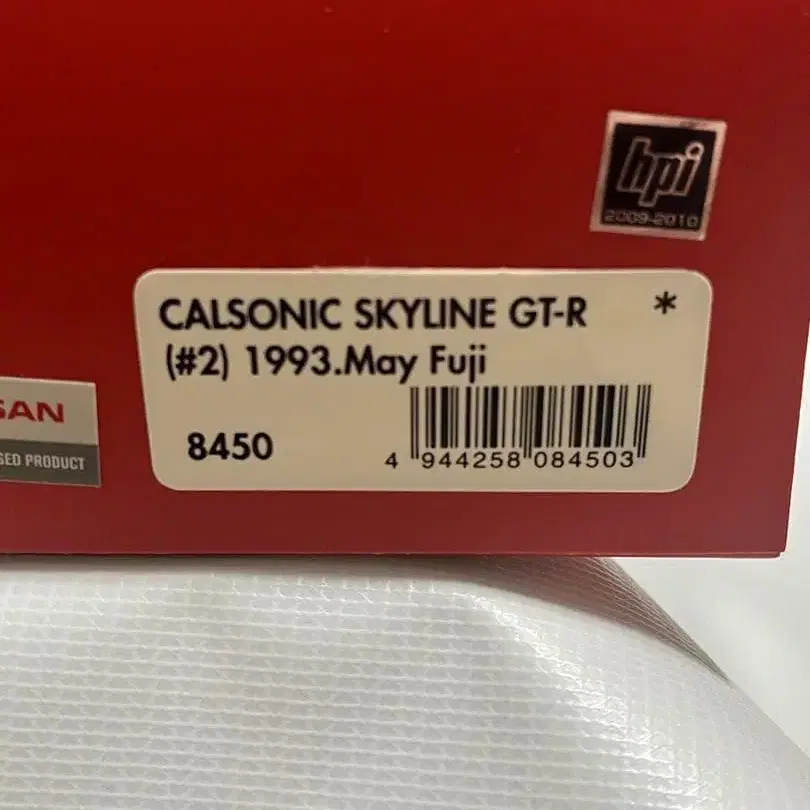 hpi
2009-2010
CALSONIC SKYLINE GT-R *
(#2) 1993.May Fuji
8450
4 944258 084503
SAN
SED PRODUCT